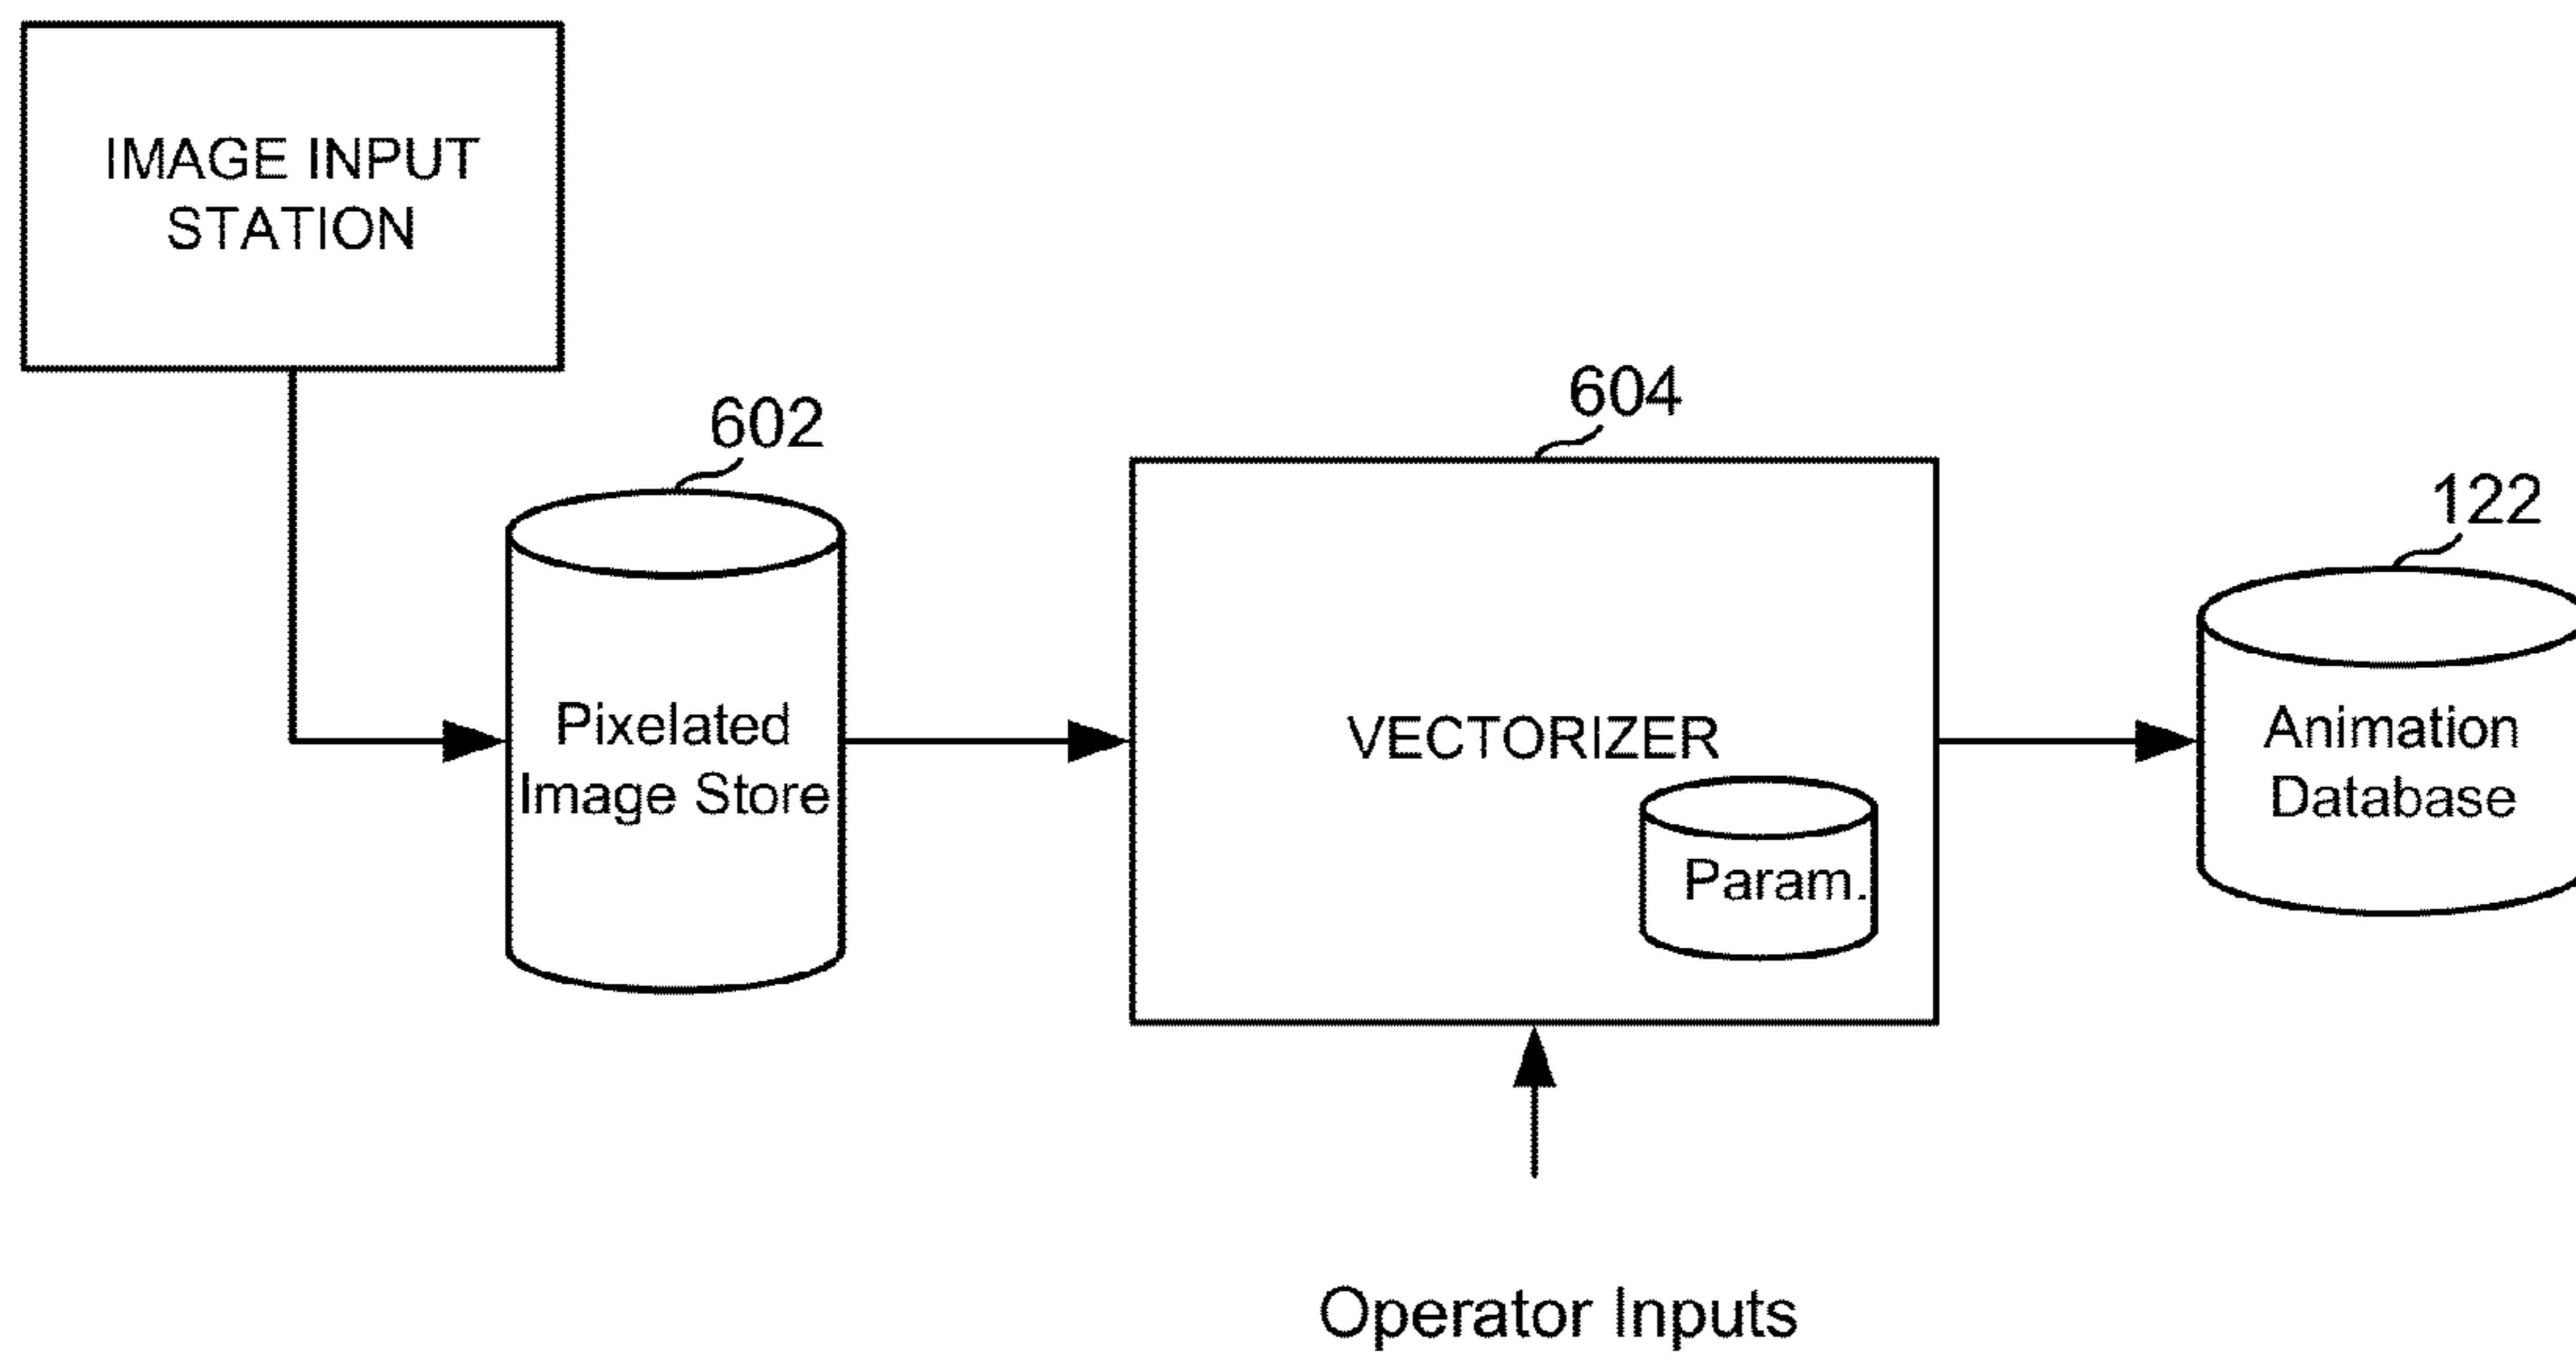 IMAGE INPUT
STATION
602
604
122
Pixelated
Image Store
VECTORIZER
Param.
Animation
Database
Operator Inputs